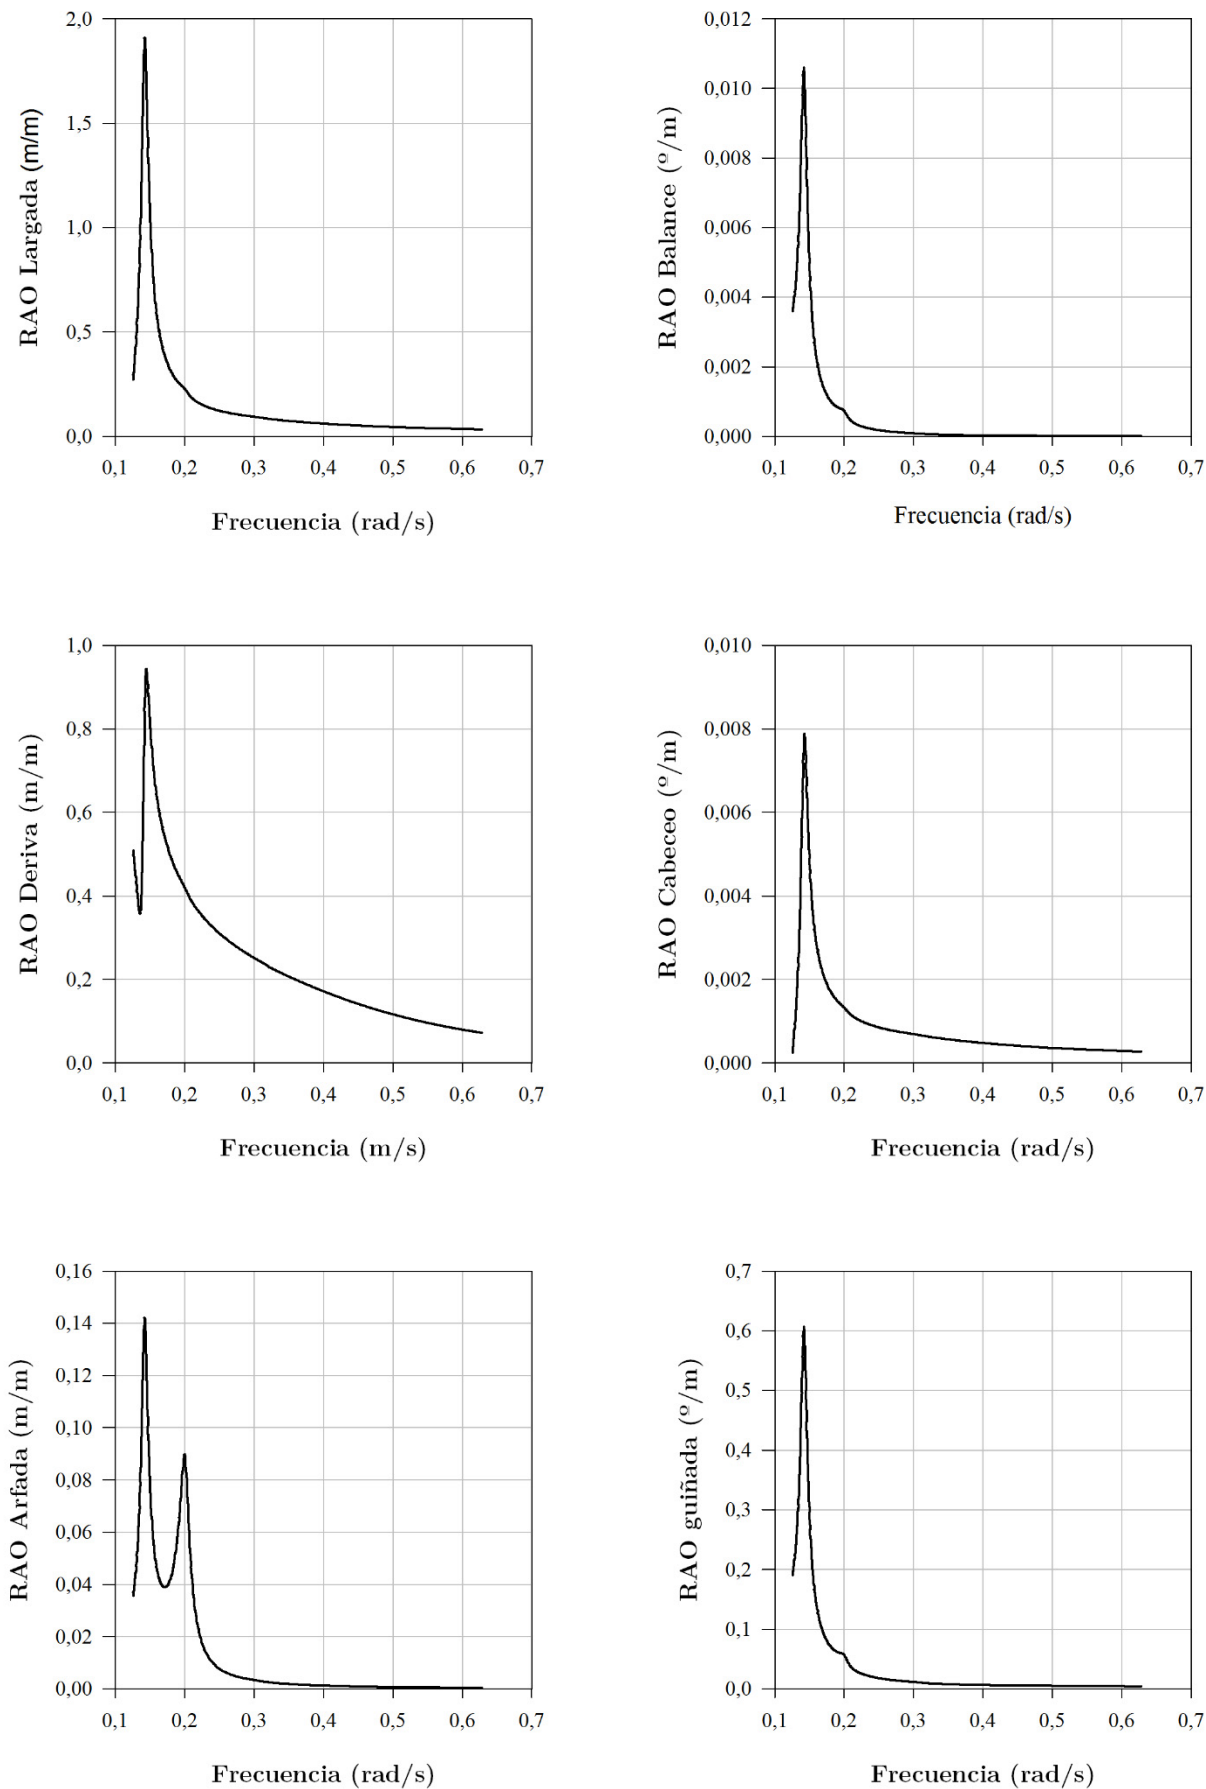 RAO Largada (m/m)
2,0
1,5
1,0
0,5
0,0
0,1 0,2 0,3 0,4 0,5 0,6 0,7
Frecuencia (rad/s)
RAO Balance (º/m)
0,012
0,010
0,008
0,006
0,004
0,002
0,000
0,1 0,2 0,3 0,4 0,5 0,6 0,7
Frecuencia (rad/s)
RAO Deriva (m/m)
1,0
0,8
0,6
0,4
0,2
0,0
0,1 0,2 0,3 0,4 0,5 0,6 0,7
Frecuencia (m/s)
RAO Cabeceo (º/m)
0,010
0,008
0,006
0,004
0,002
0,000
0,1 0,2 0,3 0,4 0,5 0,6 0,7
Frecuencia (rad/s)
RAO Arfada (m/m)
0,16
0,14
0,12
0,10
0,08
0,06
0,04
0,02
0,00
0,1 0,2 0,3 0,4 0,5 0,6 0,7
Frecuencia (rad/s)
RAO guiñada (º/m)
0,7
0,6
0,5
0,4
0,3
0,2
0,1
0,0
0,1 0,2 0,3 0,4 0,5 0,6 0,7
Frecuencia (rad/s)